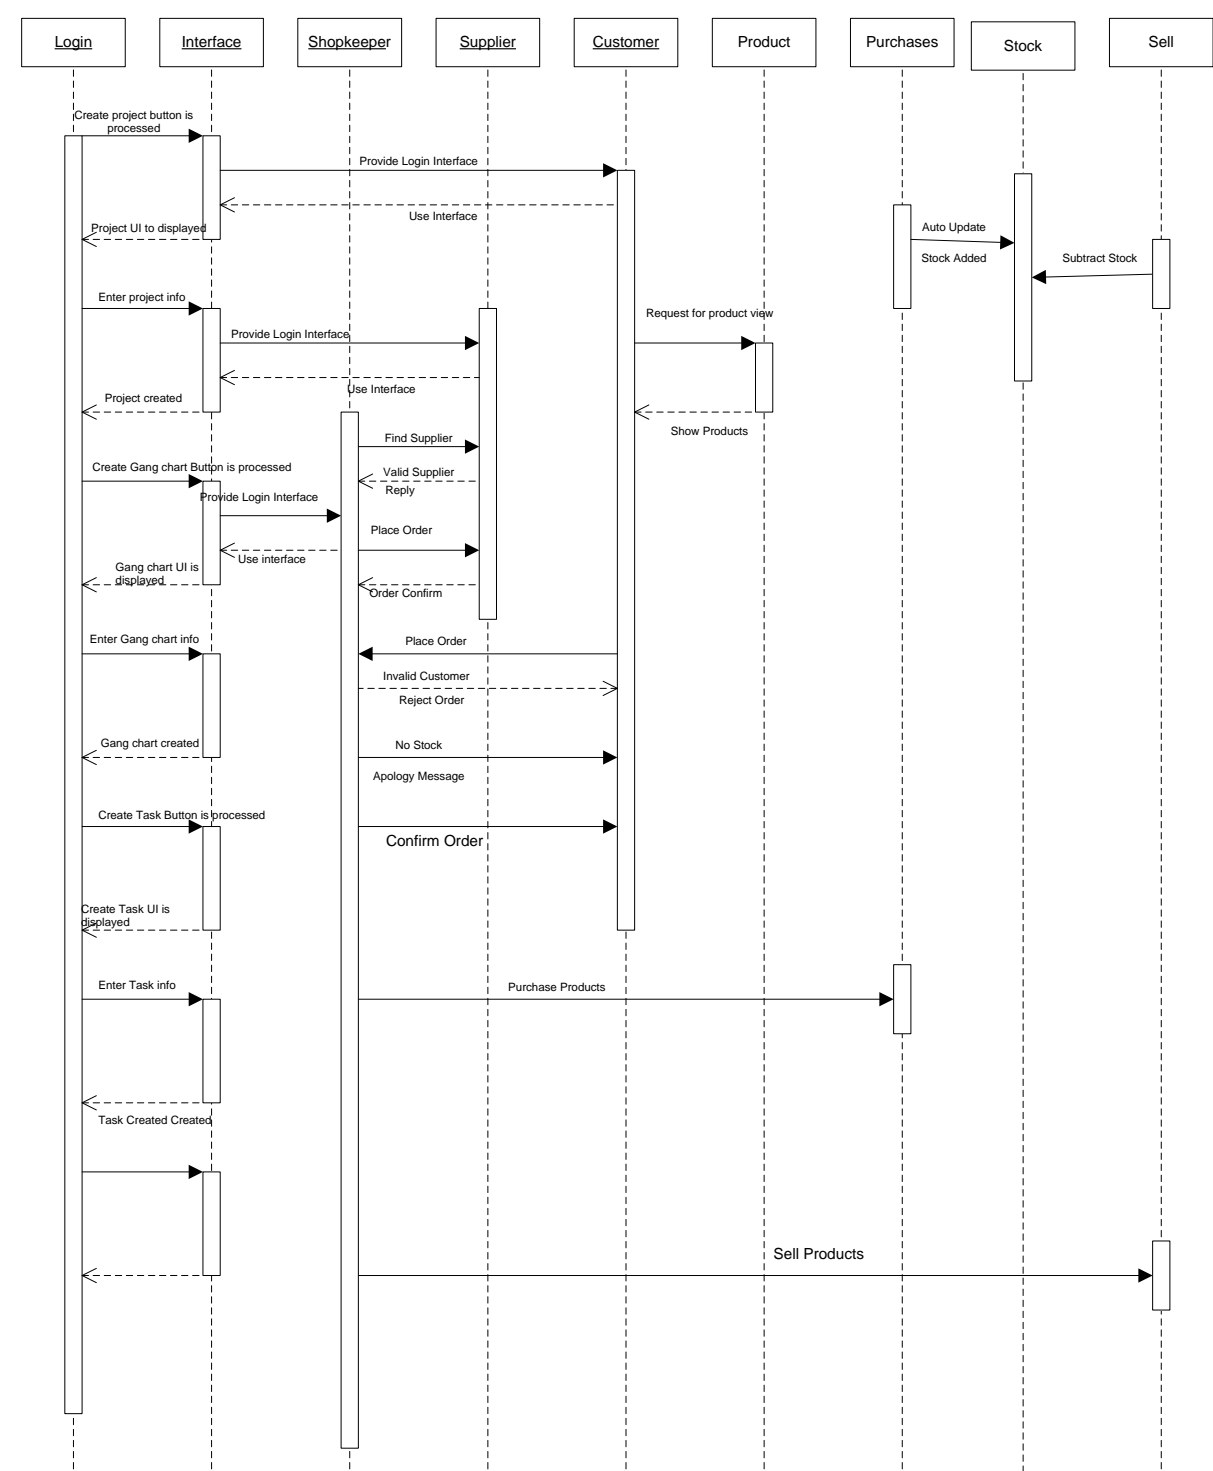 Login
Interface
Shopkeeper
Supplier
Customer
Product
Purchases
Stock
Sell
Create project button is
processed
Provide Login Interface
Use Interface
Project UI to displayed
Auto Update
Stock Added
Subtract Stock
Enter project info
Request for product view
Provide Login Interface
Use Interface
Project created
Show Products
Find Supplier
Create Gang chart Button is processed
Valid Supplier
Reply
Provide Login Interface
Place Order
Use interface
Gang chart UI is
displayed
Order Confirm
Enter Gang chart info
Place Order
Invalid Customer
Reject Order
Gang chart created
No Stock
Apology Message
Create Task Button is processed
Confirm Order
Create Task UI is
displayed
Enter Task info
Purchase Products
Task Created Created
Sell Products